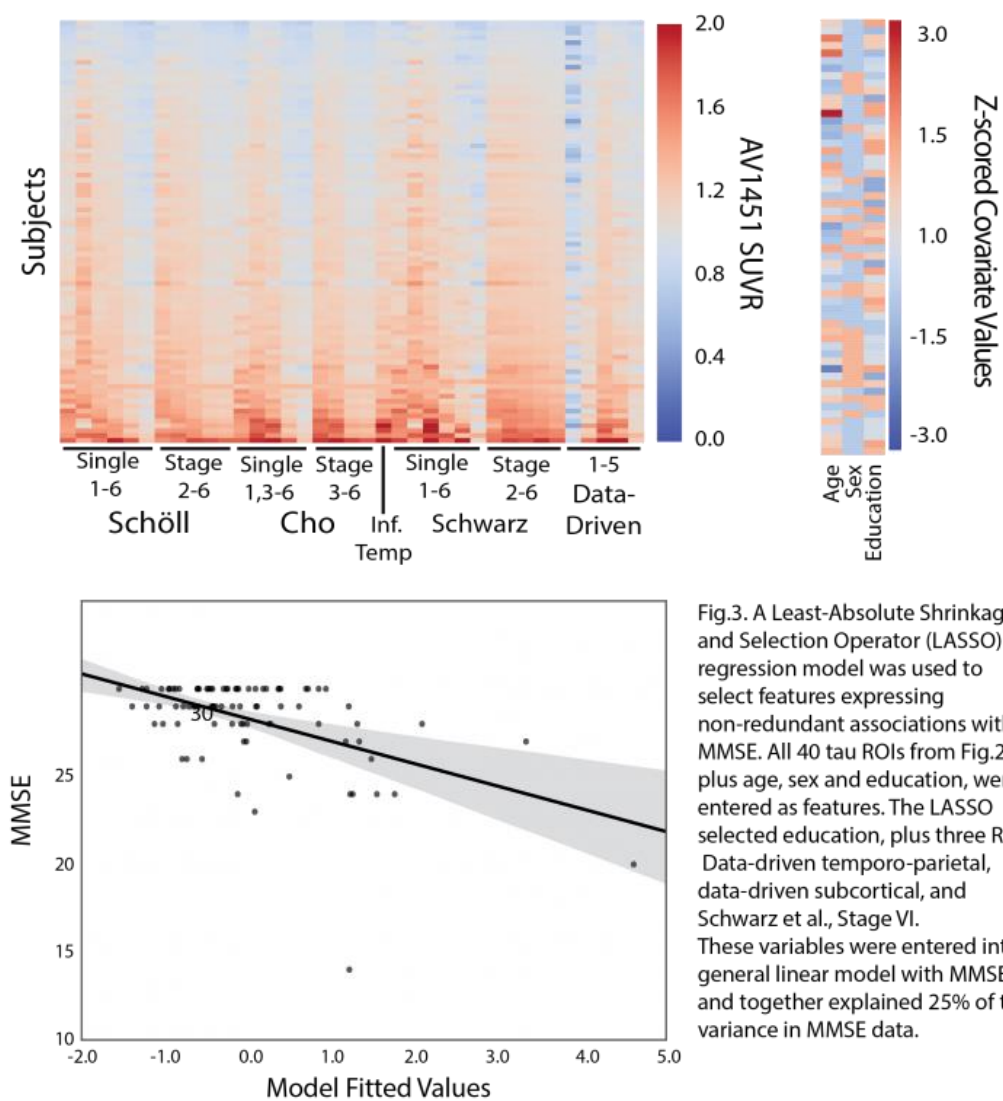 Subjects
2.0
1.6
1.2
0.8
0.4
0.0
AV1451 SUVR
3.0
1.5
1.0
-1.5
-3.0
Z-scored Covariate Values
Single
1-6
Stage
2-6
Single
1,3-6
Stage
3-6
Single
1-6
Stage
2-6
1-5
Schöll
Cho
Inf.
Temp
Schwarz
Data-
Driven
Age
Sex
Education
MMSE
30
25
20
15
10
-2.0
-1.0
0.0
1.0
2.0
3.0
4.0
5.0
Model Fitted Values
Fig.3. A Least-Absolute Shrinkag
and Selection Operator (LASSO)
regression model was used to
select features expressing
non-redundant associations wit
MMSE. All 40 tau ROIs from Fig.2
plus age, sex and education, wer
entered as features. The LASSO
selected education, plus three R
Data-driven temporo-parietal,
data-driven subcortical, and
Schwarz et al., Stage VI.
These variables were entered int
general linear model with MMSE
and together explained 25% of t
variance in MMSE data.